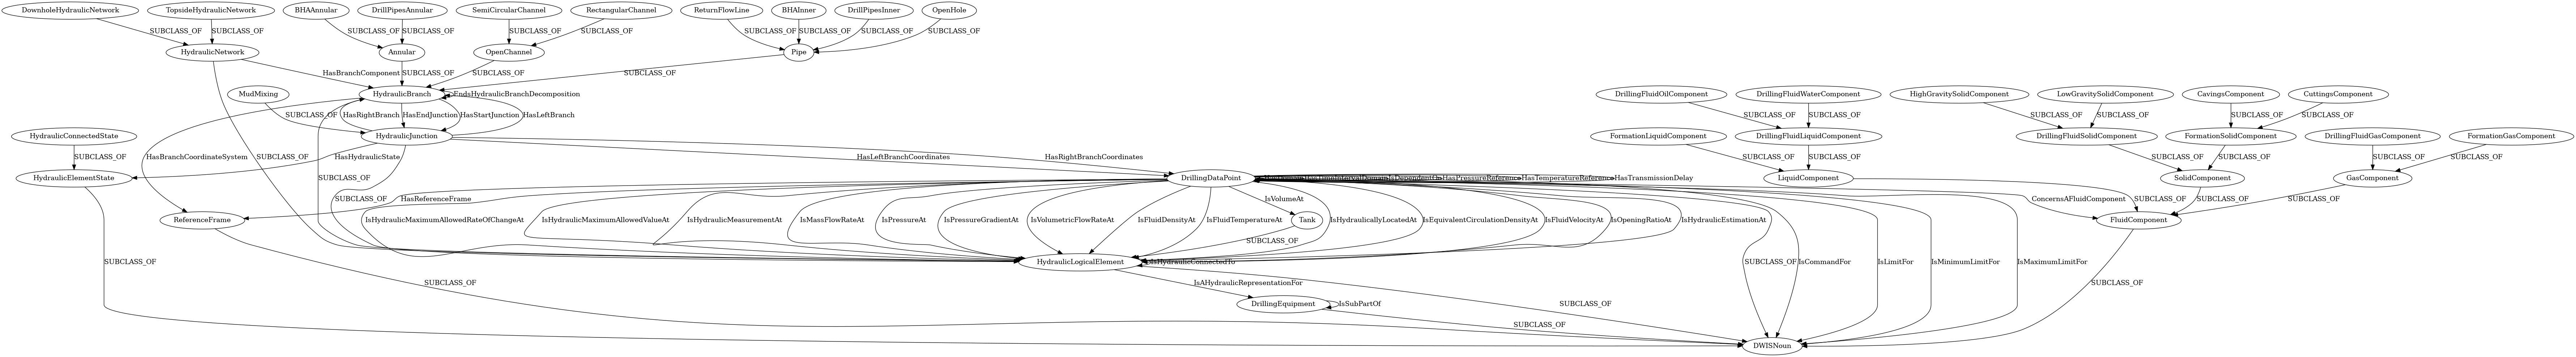 DownholeHydraulicNetwork
TopsideHydraulicNetwork
BHAAnnular
DrillPipesAnnular
SemiCircularChannel
RectangularChannel
ReturnFlowLine
BHAInner
DrillPipesInner
OpenHole
SUBCLASS_OF
SUBCLASS_OF
SUBCLASS_OF
SUBCLASS_OF
SUBCLASS_OF
SUBCLASS_OF
SUBCLASS_OF
SUBCLASS_OF
SUBCLASS_OF
SUBCLASS_OF
HydraulicNetwork
Annular
OpenChannel
Pipe
HasBranchComponent
SUBCLASS_OF
SUBCLASS_OF
SUBCLASS_OF
MudMixing
HydraulicBranch
EndsHydraulicBranchDecomposition
DrillingFluidOilComponent
DrillingFluidWaterComponent
HighGravitySolidComponent
LowGravitySolidComponent
CavingsComponent
CuttingsComponent
SUBCLASS_OF
HasRightBranch
HasEndJunction
HasStartJunction
HasLeftBranch
SUBCLASS_OF
SUBCLASS_OF
SUBCLASS_OF
SUBCLASS_OF
SUBCLASS_OF
SUBCLASS_OF
HydraulicConnectedState
HydraulicJunction
FormationLiquidComponent
DrillingFluidLiquidComponent
DrillingFluidSolidComponent
FormationSolidComponent
DrillingFluidGasComponent
FormationGasComponent
SUBCLASS_OF
HasBranchCoordinateSystem
SUBCLASS_OF
HasHydraulicState
HasLeftBranchCoordinates
HasRightBranchCoordinates
SUBCLASS_OF
SUBCLASS_OF
SUBCLASS_OF
SUBCLASS_OF
SUBCLASS_OF
SUBCLASS_OF
HydraulicElementState
SUBCLASS_OF
DrillingDataPoint
HasPressureReference
HasTemperatureReference
HasTransmissionDelay
LiquidComponent
SolidComponent
GasComponent
SUBCLASS_OF
HasReferenceFrame
IsVolumeAt
ConcernsAFluidComponent
SUBCLASS_OF
SUBCLASS_OF
SUBCLASS_OF
ReferenceFrame
IsHydraulicMaximumAllowedRateOfChangeAt
IsHydraulicMaximumAllowedValueAt
IsHydraulicMeasurementAt
IsMassFlowRateAt
IsPressureAt
IsPressureGradientAt
IsVolumetricFlowRateAt
IsFluidDensityAt
IsFluidTemperatureAt
Tank
IsHydraulicallyLocatedAt
IsEquivalentCirculationDensityAt
IsFluidVelocityAt
IsOpeningRatioAt
IsHydraulicEstimationAt
FluidComponent
SUBCLASS_OF
SUBCLASS_OF
HydraulicLogicalElement
IsHydraulicConnectedTo
SUBCLASS_OF
IsCommandFor
IsLimitFor
IsMinimumLimitFor
IsMaximumLimitFor
SUBCLASS_OF
IsAHydraulicRepresentationFor
SUBCLASS_OF
DrillingEquipment
IsSubPartOf
SUBCLASS_OF
SUBCLASS_OF
DWISNoun